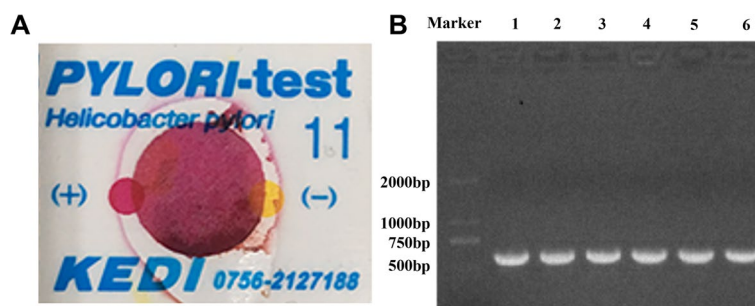 A
PYLORI-test
Helicobacter pylori
11
(+)
(−)
KEDI 0756-2127188
B
Marker 1 2 3 4 5 6
2000bp
1000bp
750bp
500bp